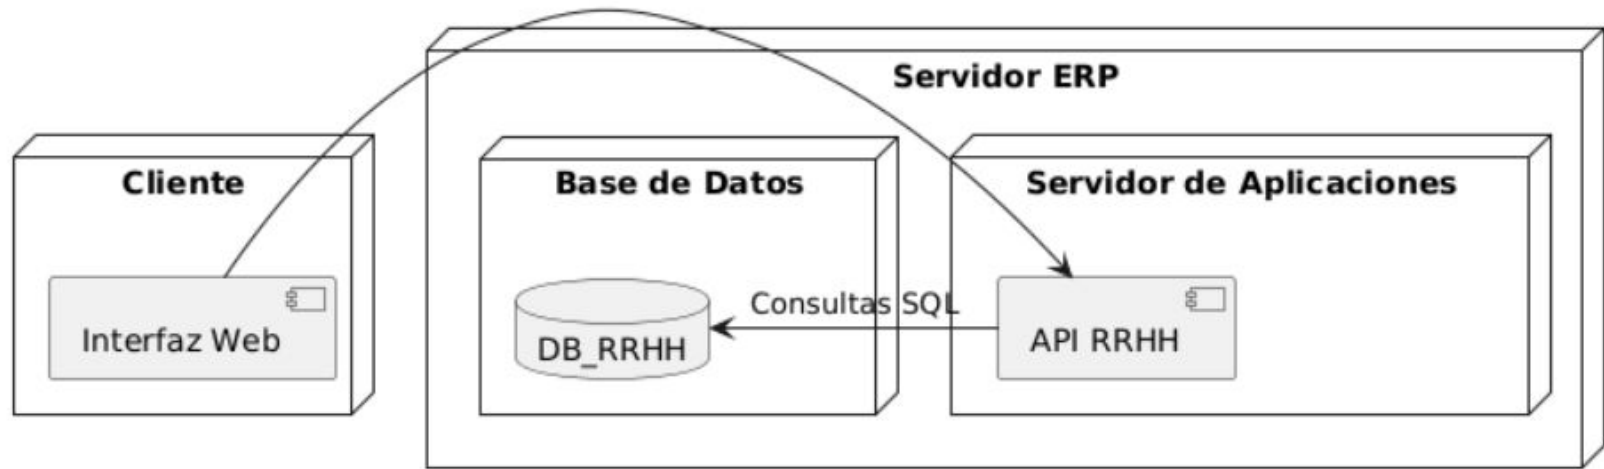 Servidor ERP
Cliente
Base de Datos
Servidor de Aplicaciones
Interfaz Web
DB_RRHH
Consultas SQL
API RRHH